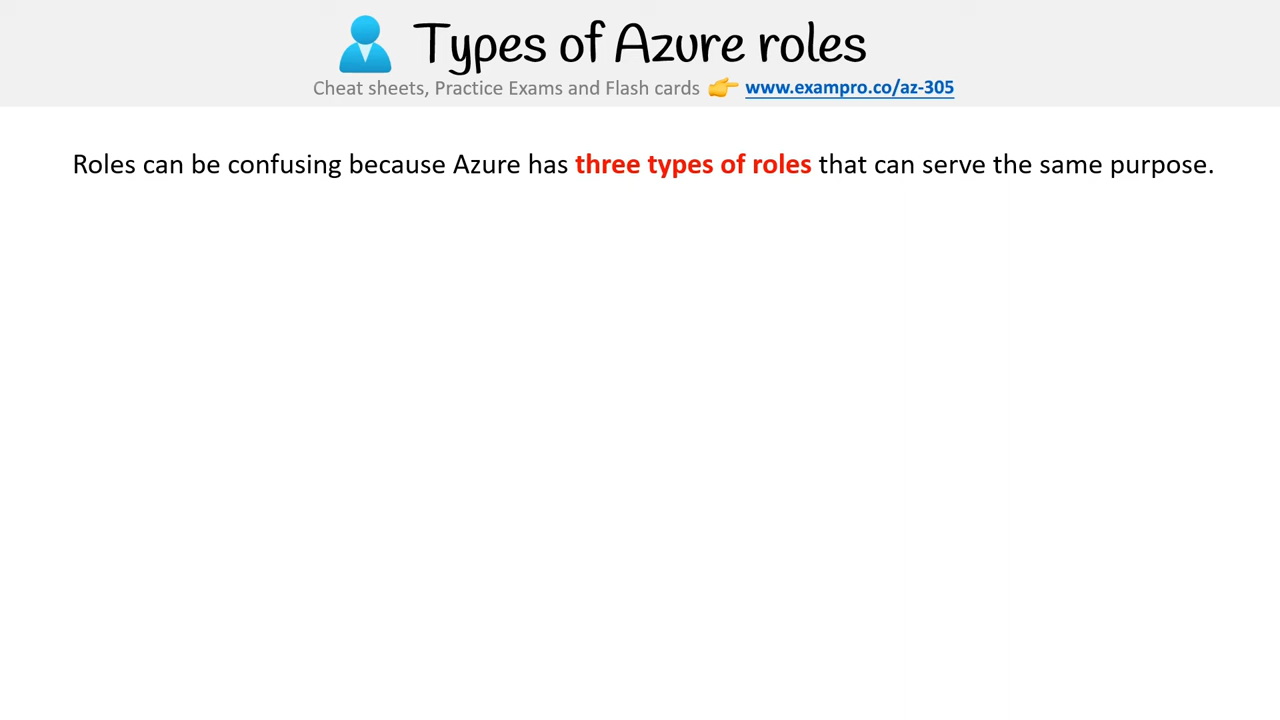 Types of Azure roles
Cheat sheets, Practice Exams and Flash cards 👉 www.exampro.co/az-305
Roles can be confusing because Azure has three types of roles that can serve the same purpose.